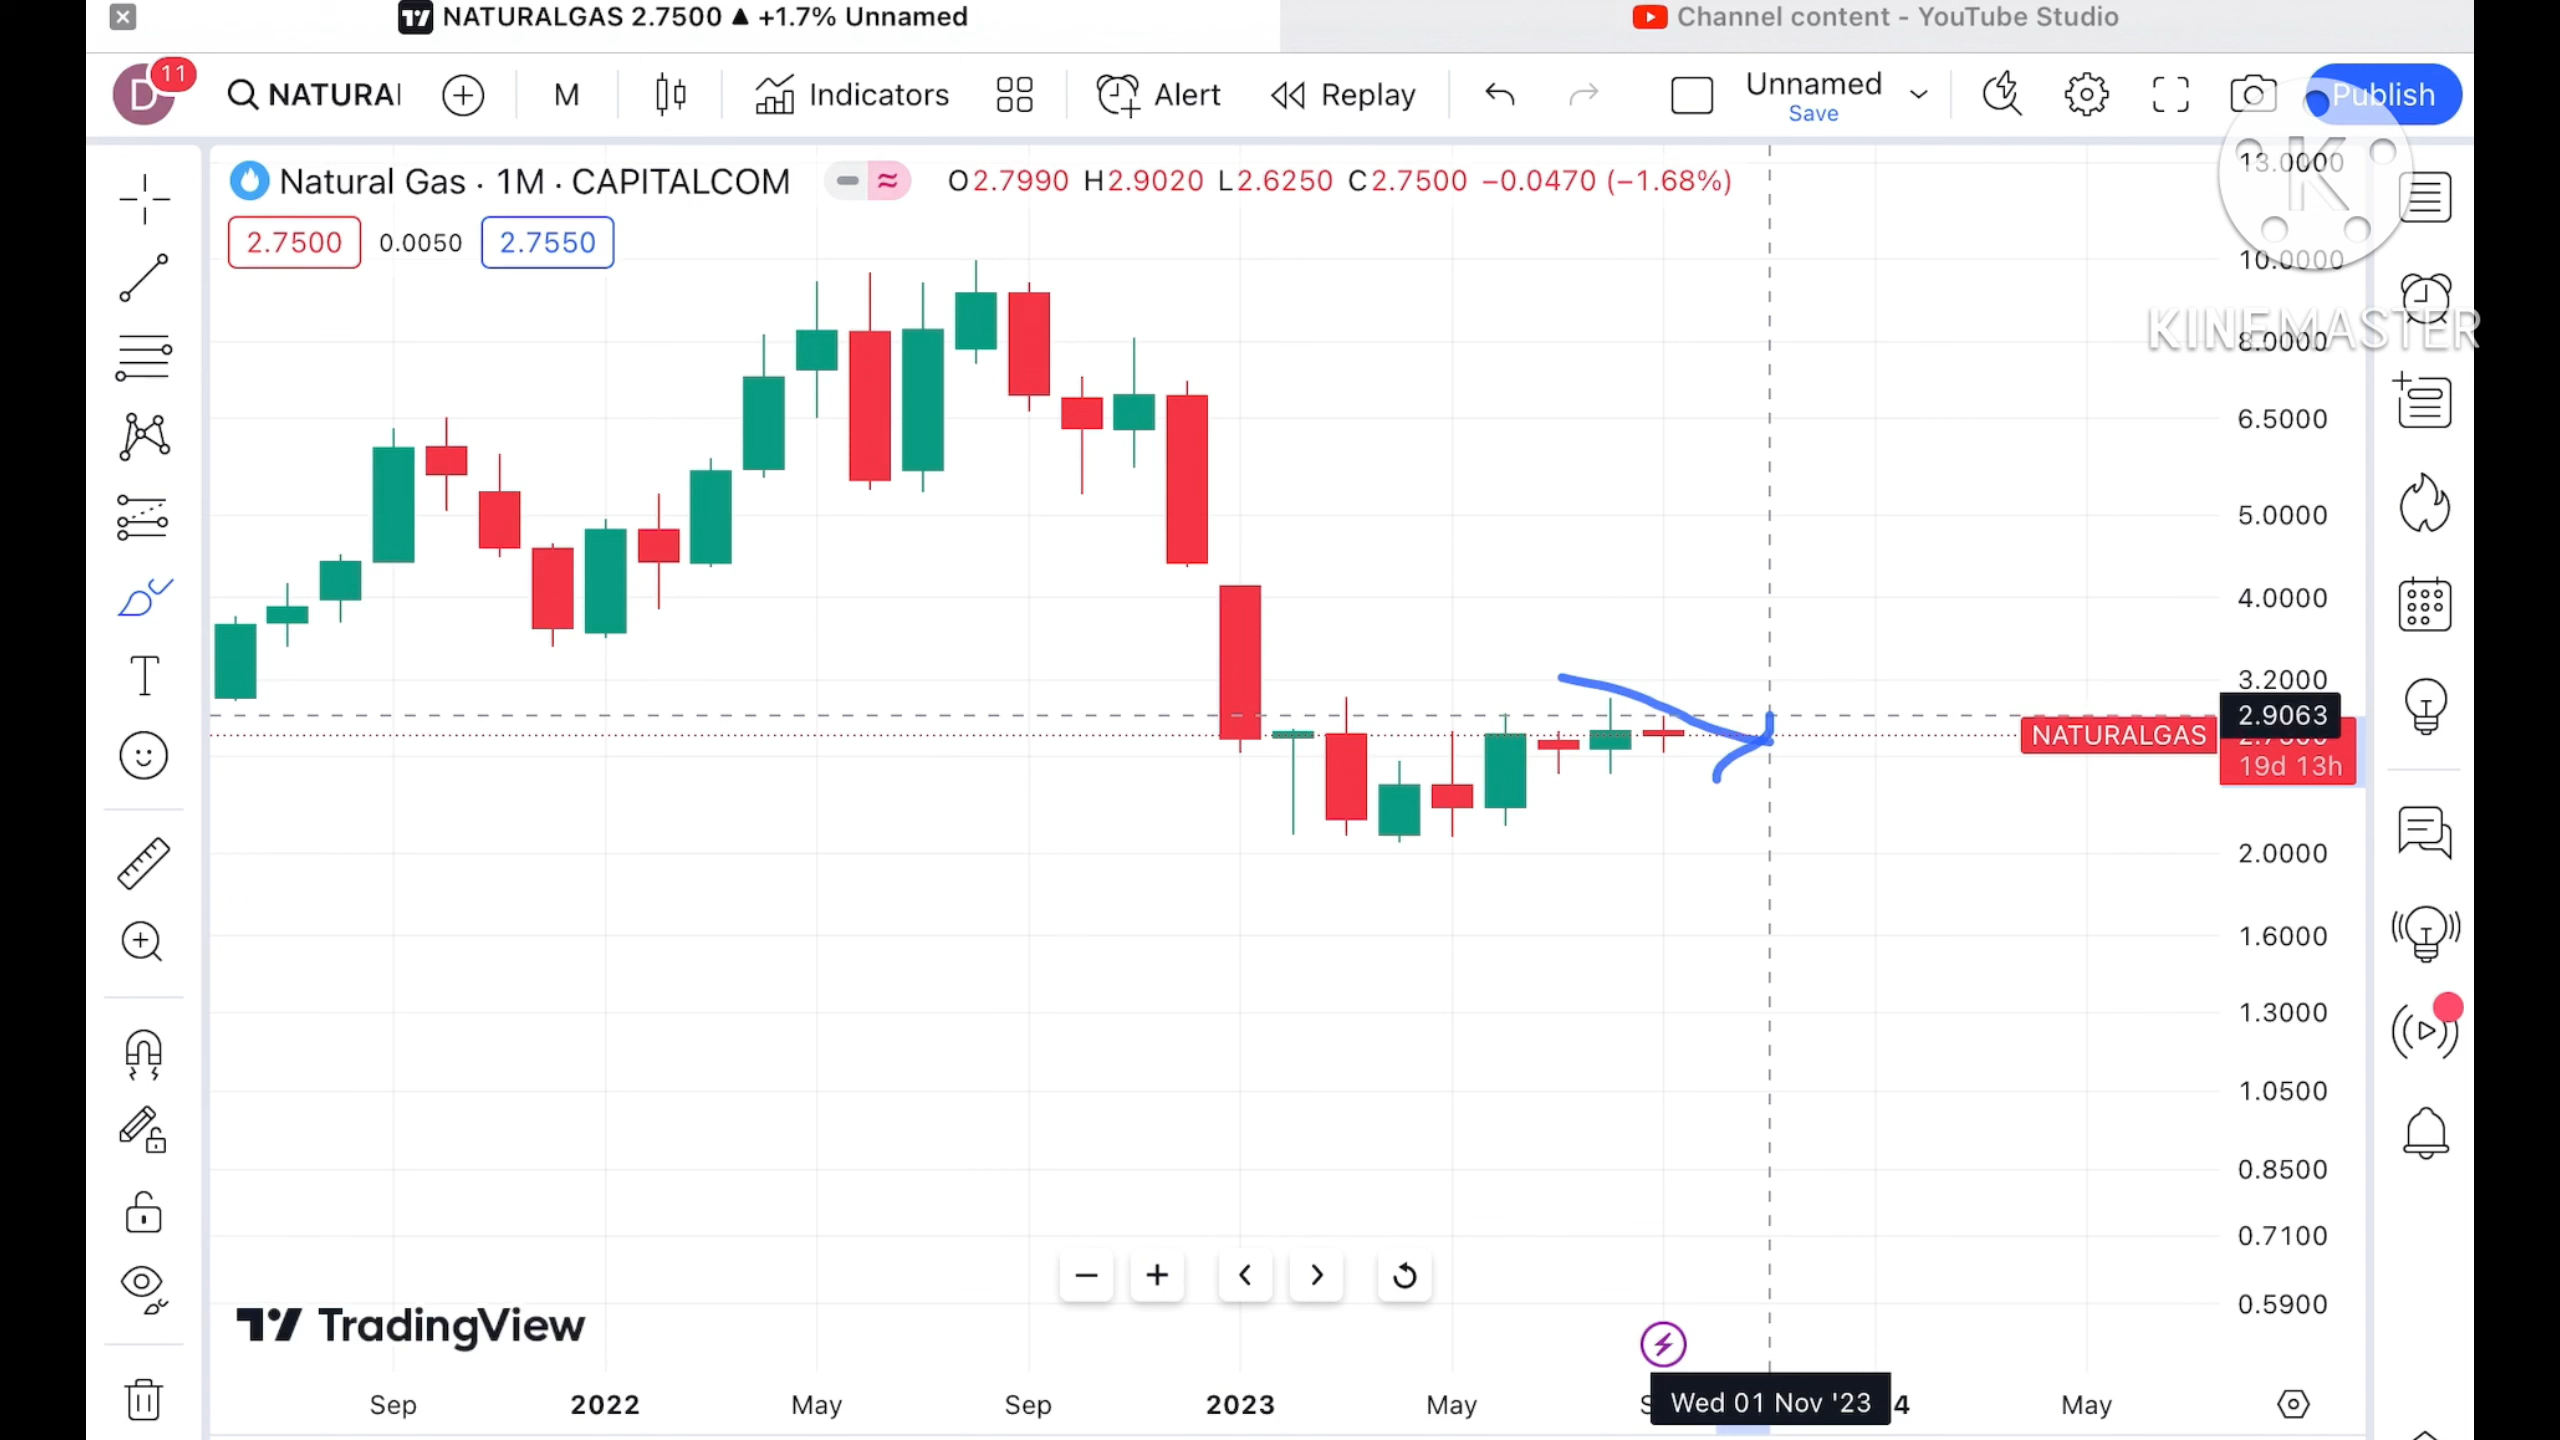 NATURALGAS 2.7500 ▲ +1.7% Unnamed
Channel content - YouTube Studio
D
11
NATURAI
M
Indicators
Alert
Replay
Unnamed
Save
Publish
Natural Gas · 1M · CAPITALCOM
O2.7990 H2.9020 L2.6250 C2.7500 −0.0470 (−1.68%)
2.7500 0.0050 2.7550
K
KINEMASTER
13.0000
10.0000
8.0000
6.5000
5.0000
4.0000
3.2000
2.9063
NATURALGAS
19d 13h
2.0000
1.6000
1.3000
1.0500
0.8500
0.7100
0.5900
TradingView
Sep 2022 May Sep 2023 May Wed 01 Nov '23 4 May